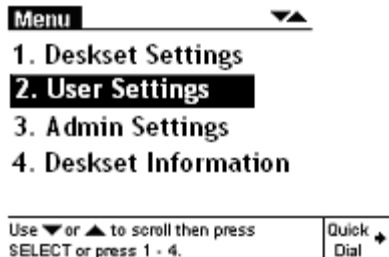 Menu
1. Deskset Settings
2. User Settings
3. Admin Settings
4. Deskset Information
Use ▼ or ▲ to scroll then press
SELECT or press 1 - 4.
Quick
Dial